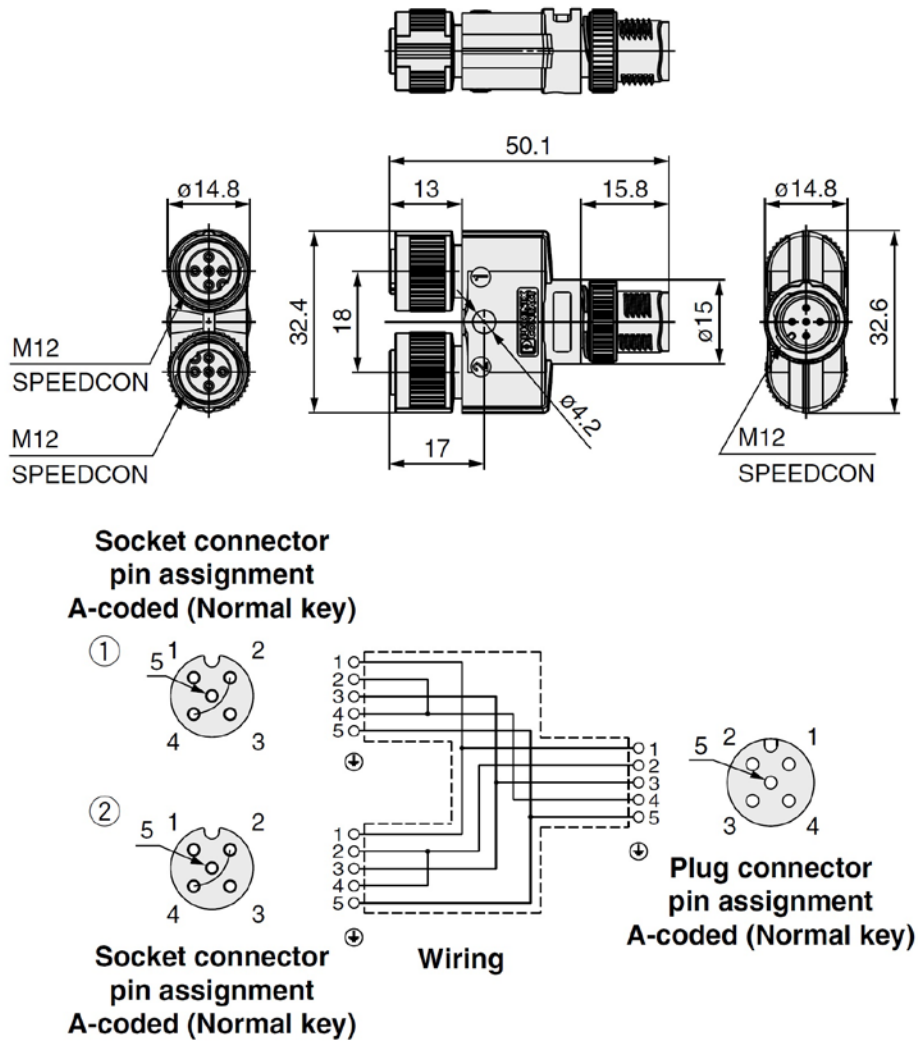 50.1
ø14.8
13
15.8
ø14.8
32.4
18
①
②
ø15
32.6
M12
SPEEDCON
M12
SPEEDCON
ø4.2
17
M12
SPEEDCON
Socket connector
pin assignment
A-coded (Normal key)
①
5
1
2
4
3
1
2
3
4
5
②
5
1
2
4
3
1
2
3
4
5
1
2
3
4
5
5
2
1
3
4
Plug connector
pin assignment
A-coded (Normal key)
Wiring
Socket connector
pin assignment
A-coded (Normal key)